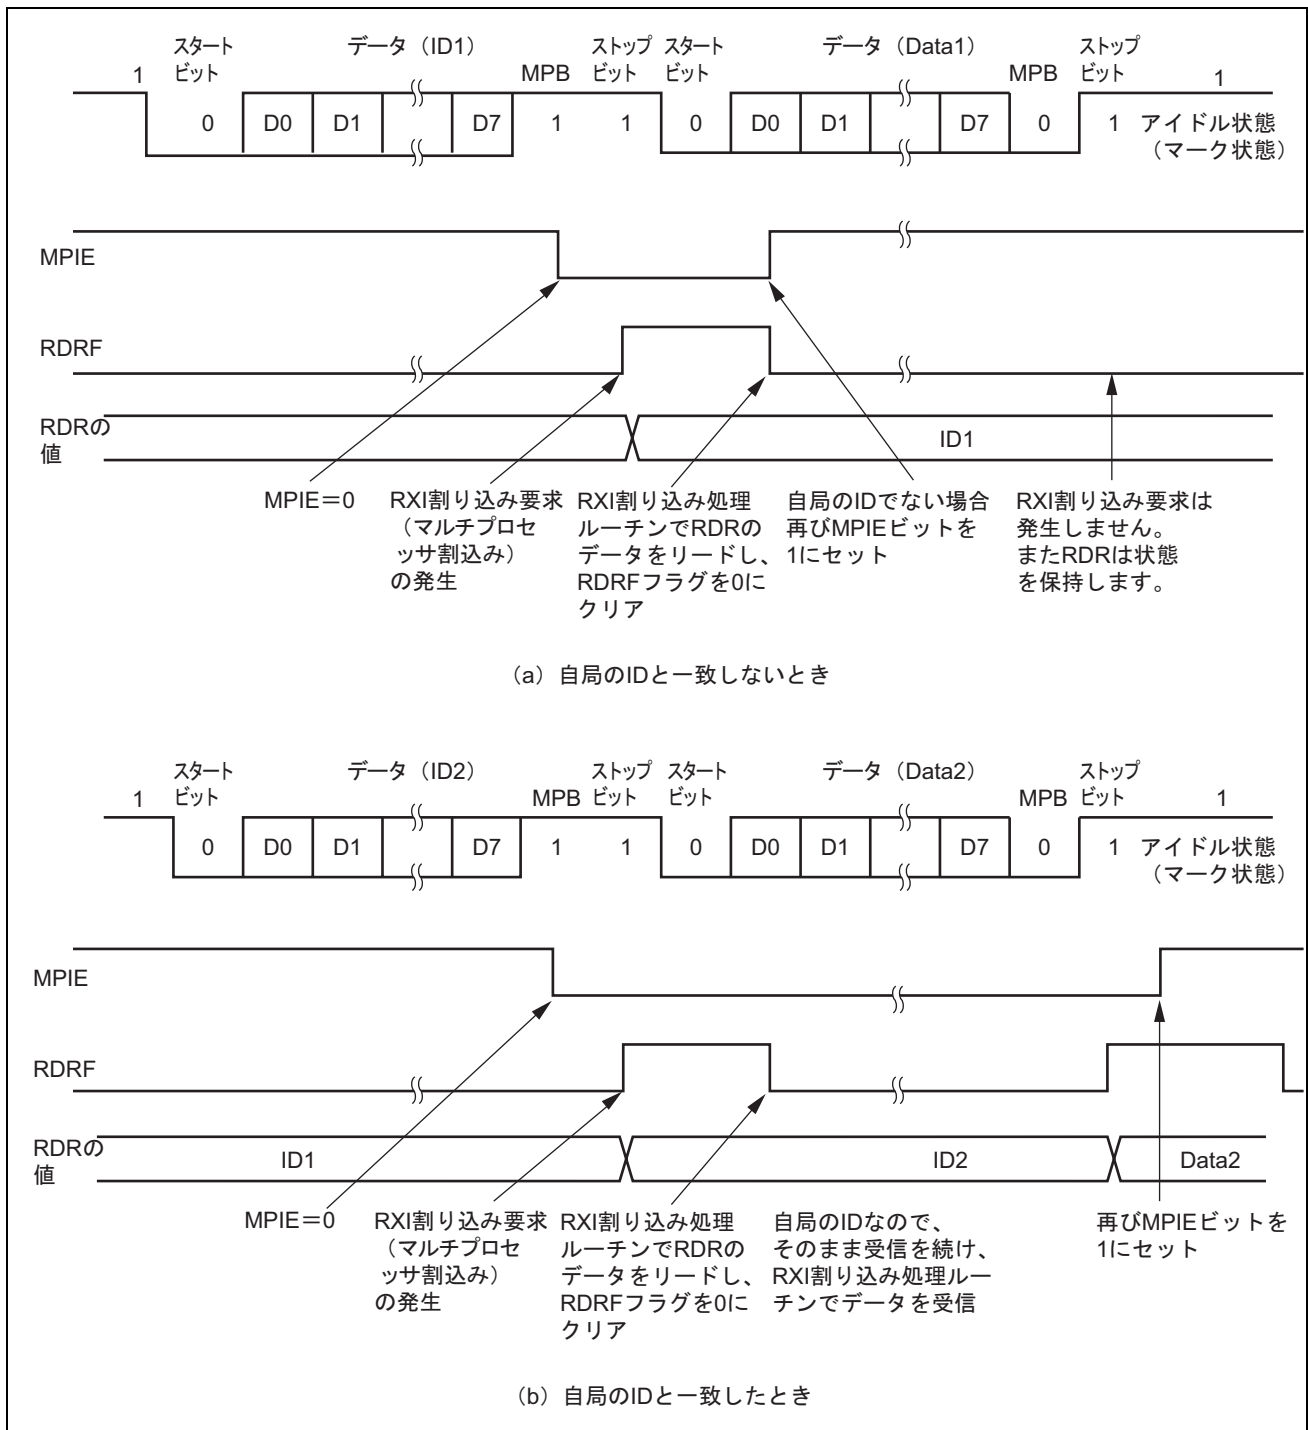 スタート データ（ID1） ストップ スタート データ（Data1） ストップ
1 ビット MPB ビット ビット MPB ビット 1
0 D0 D1 D7 1 1 0 D0 D1 D7 0 1 アイドル状態
（マーク状態）
MPIE
RDRF
RDRの
値
ID1
MPIE＝0
RXI割り込み要求
（マルチプロセ
ッサ割込み）
の発生
RXI割り込み処理
ルーチンでRDRの
データをリードし、
RDRFフラグを0に
クリア
自局のIDでない場合
再びMPIEビットを
1にセット
RXI割り込み要求は
発生しません。
またRDRは状態
を保持します。
（a）自局のIDと一致しないとき
スタート データ（ID2） ストップ スタート データ（Data2） ストップ
1 ビット MPB ビット ビット MPB ビット 1
0 D0 D1 D7 1 1 0 D0 D1 D7 0 1 アイドル状態
（マーク状態）
MPIE
RDRF
RDRの
値
ID1 ID2 Data2
MPIE＝0
RXI割り込み要求
（マルチプロセ
ッサ割込み）
の発生
RXI割り込み処理
ルーチンでRDRの
データをリードし、
RDRFフラグを0に
クリア
自局のIDなので、
そのまま受信を続け、
RXI割り込み処理ルー
チンでデータを受信
再びMPIEビットを
1にセット
（b）自局のIDと一致したとき